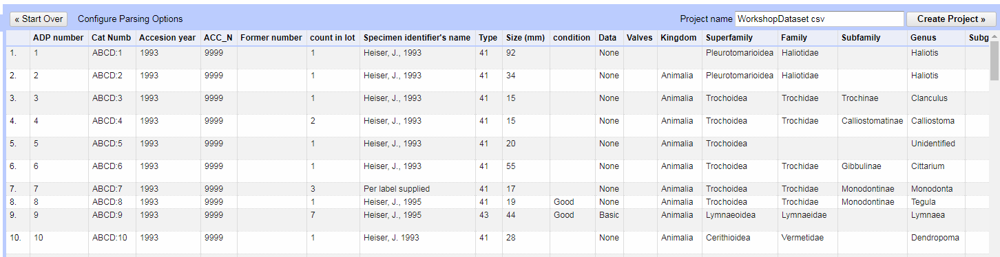 « Start Over Configure Parsing Options Project name WorkshopDataset csv Create Project »
ADP number Cat Numb Accesion year ACC_N Former number count in lot Specimen identifier's name Type Size (mm) condition Data Valves Kingdom Superfamily Family Subfamily Genus Subg
1. 1 ABCD:1 1993 9999 1 Heiser, J., 1993 41 92 None Pleurotomarioidea Haliotidae Haliotis
2. 2 ABCD:2 1993 9999 1 Heiser, J., 1993 41 34 None Animalia Pleurotomarioidea Haliotidae Haliotis
3. 3 ABCD:3 1993 9999 1 Heiser, J., 1993 41 15 None Animalia Trochoidea Trochidae Trochinae Clanculus
4. 4 ABCD:4 1993 9999 2 Heiser, J., 1993 41 15 None Animalia Trochoidea Trochidae Calliostomatinae Calliostoma
5. 5 ABCD:5 1993 9999 1 Heiser, J., 1993 41 20 None Animalia Trochoidea Unidentified
6. 6 ABCD:6 1993 9999 1 Heiser, J., 1993 41 55 None Animalia Trochoidea Trochidae Gibbulinae Cittarium
7. 7 ABCD:7 1993 9999 3 Per label supplied 41 17 None Animalia Trochoidea Trochidae Monodontinae Monodonta
8. 8 ABCD:8 1993 9999 1 Heiser, J., 1995 41 19 Good None Animalia Trochoidea Trochidae Monodontinae Tegula
9. 9 ABCD:9 1993 9999 7 Heiser, J., 1995 43 44 Good Basic Animalia Lymnaeoidea Lymnaeidae Lymnaea
10. 10 ABCD:10 1993 9999 1 Heiser, J. 1993 41 28 None Animalia Cerithioidea Vermetidae Dendropoma